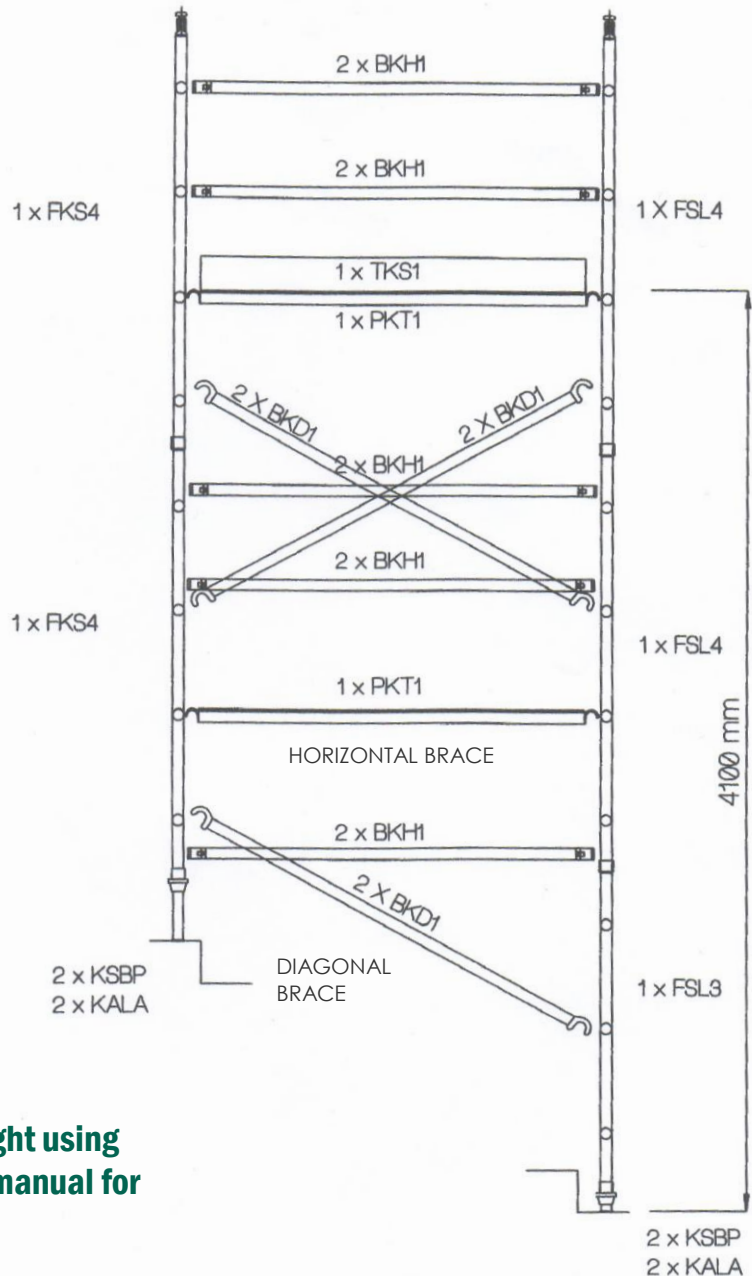 2 x BKH1
2 x BKH1
1 x FKS4
1 X FSL4
1 x TKS1
1 x PKT1
2 X BKD1
2 X BKD1
2 x BKH1
2 x BKH1
1 x FKS4
1 x FSL4
1 x PKT1
HORIZONTAL BRACE
4100 mm
2 x BKH1
2 X BKD1
DIAGONAL
BRACE
2 x KSBP
2 x KALA
1 x FSL3
ght using
manual for
2 x KSBP
2 x KALA